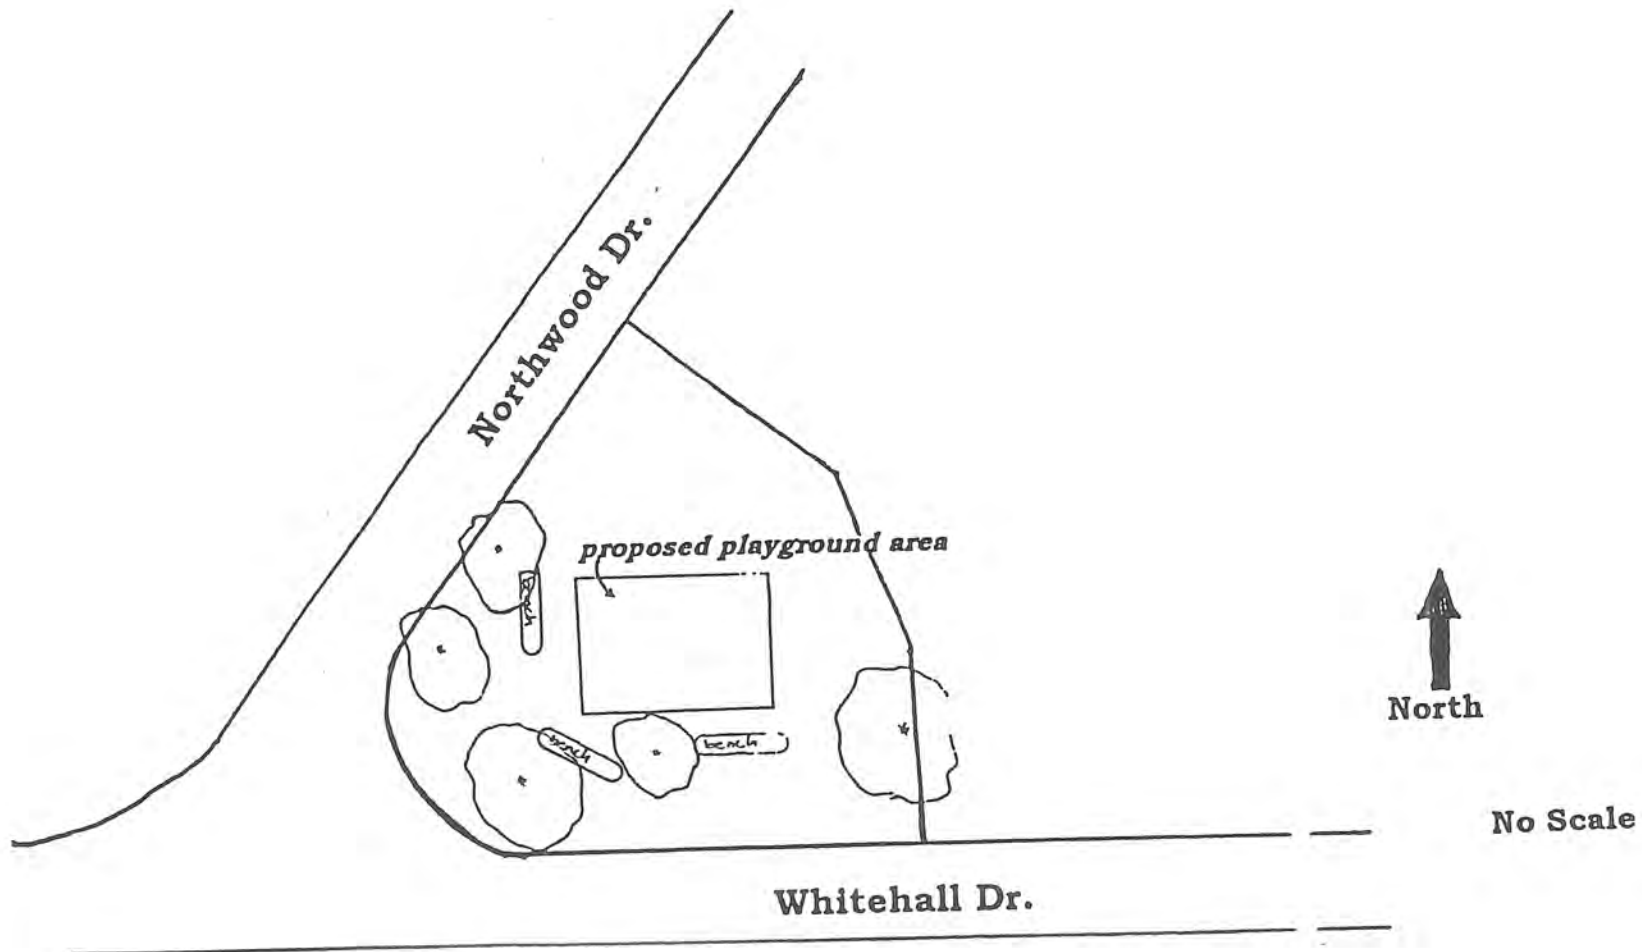 Northwood Dr.
proposed playground area
bench
bench
bench
North
No Scale
Whitehall Dr.